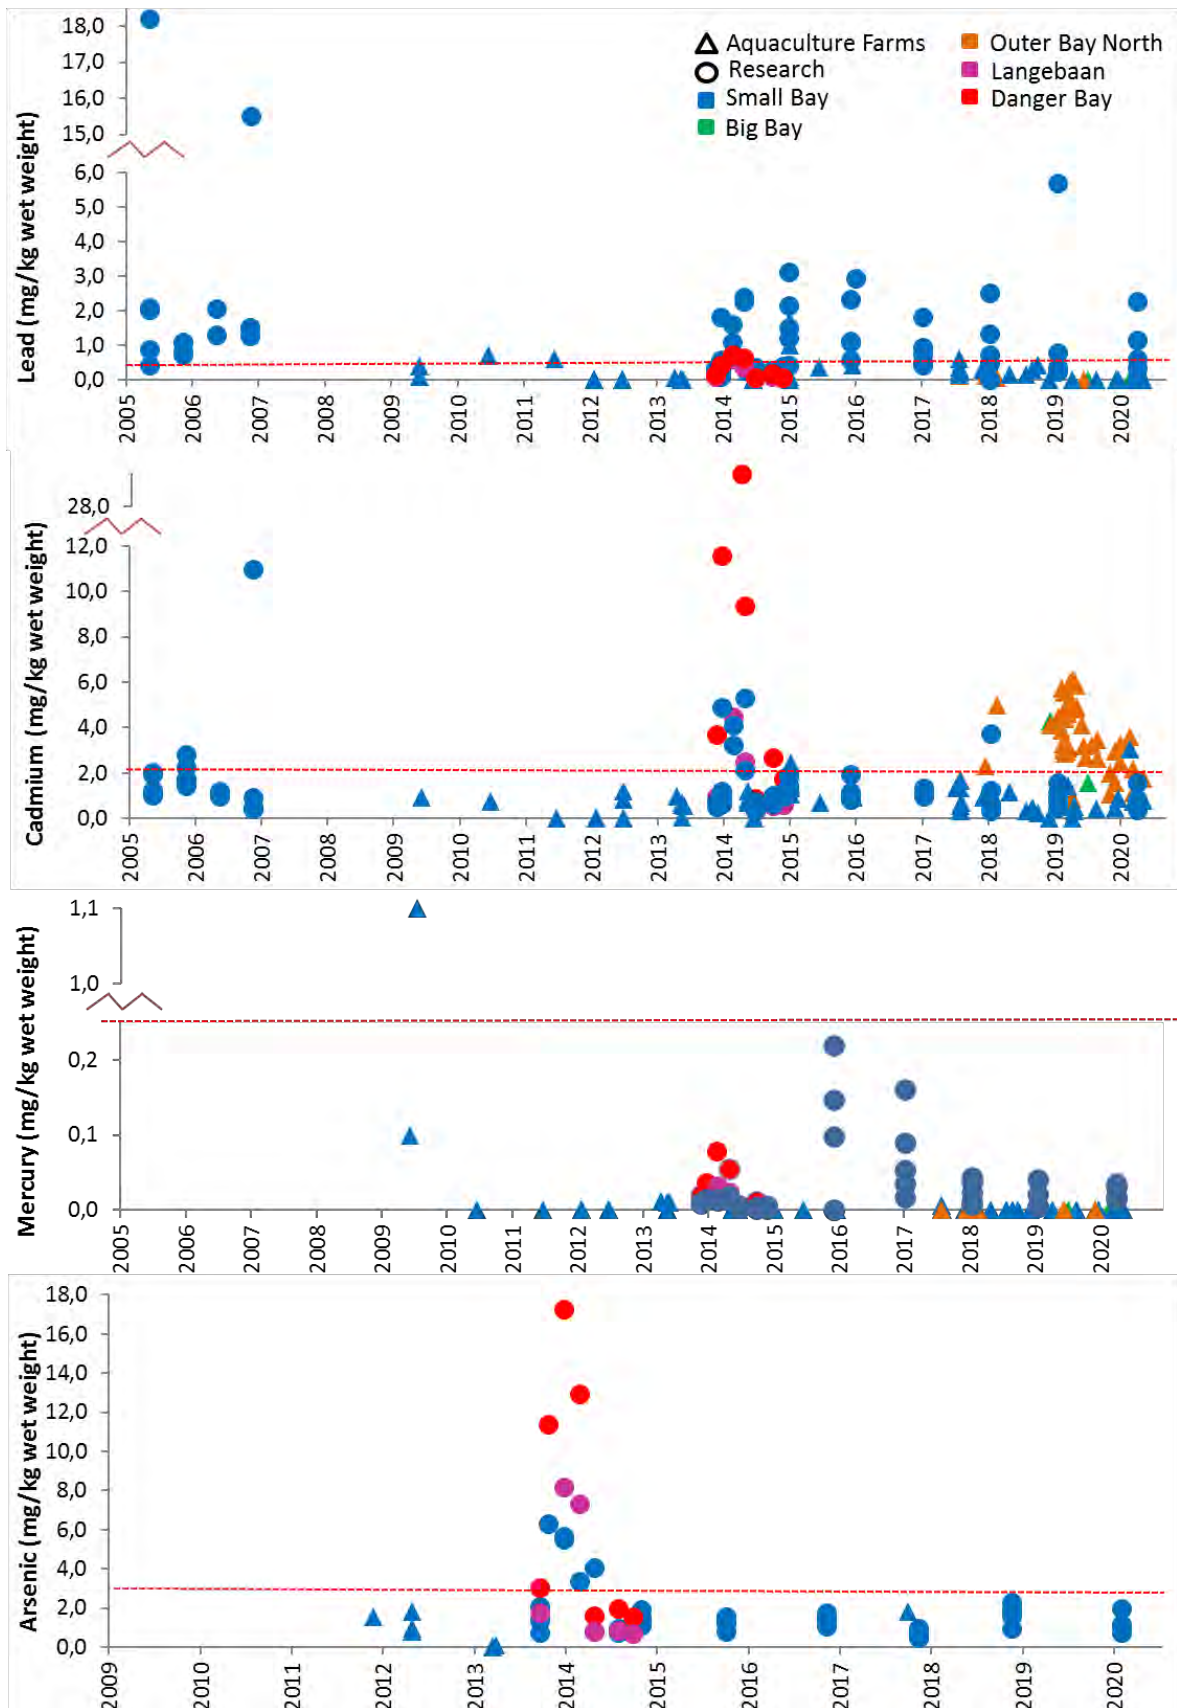 Lead (mg/kg wet weight)
18,0
17,0
16,0
15,0
6,0
5,0
4,0
3,0
2,0
1,0
0,0
2005 2006 2007 2008 2009 2010 2011 2012 2013 2014 2015 2016 2017 2018 2019 2020
Aquaculture Farms
Research
Small Bay
Big Bay
Outer Bay North
Langebaan
Danger Bay
Cadmium (mg/kg wet weight)
28,0
12,0
10,0
8,0
6,0
4,0
2,0
0,0
2005 2006 2007 2008 2009 2010 2011 2012 2013 2014 2015 2016 2017 2018 2019 2020
Mercury (mg/kg wet weight)
1,1
1,0
0,2
0,1
0,0
2005 2006 2007 2008 2009 2010 2011 2012 2013 2014 2015 2016 2017 2018 2019 2020
Arsenic (mg/kg wet weight)
18,0
16,0
14,0
12,0
10,0
8,0
6,0
4,0
2,0
0,0
2009 2010 2011 2012 2013 2014 2015 2016 2017 2018 2019 2020